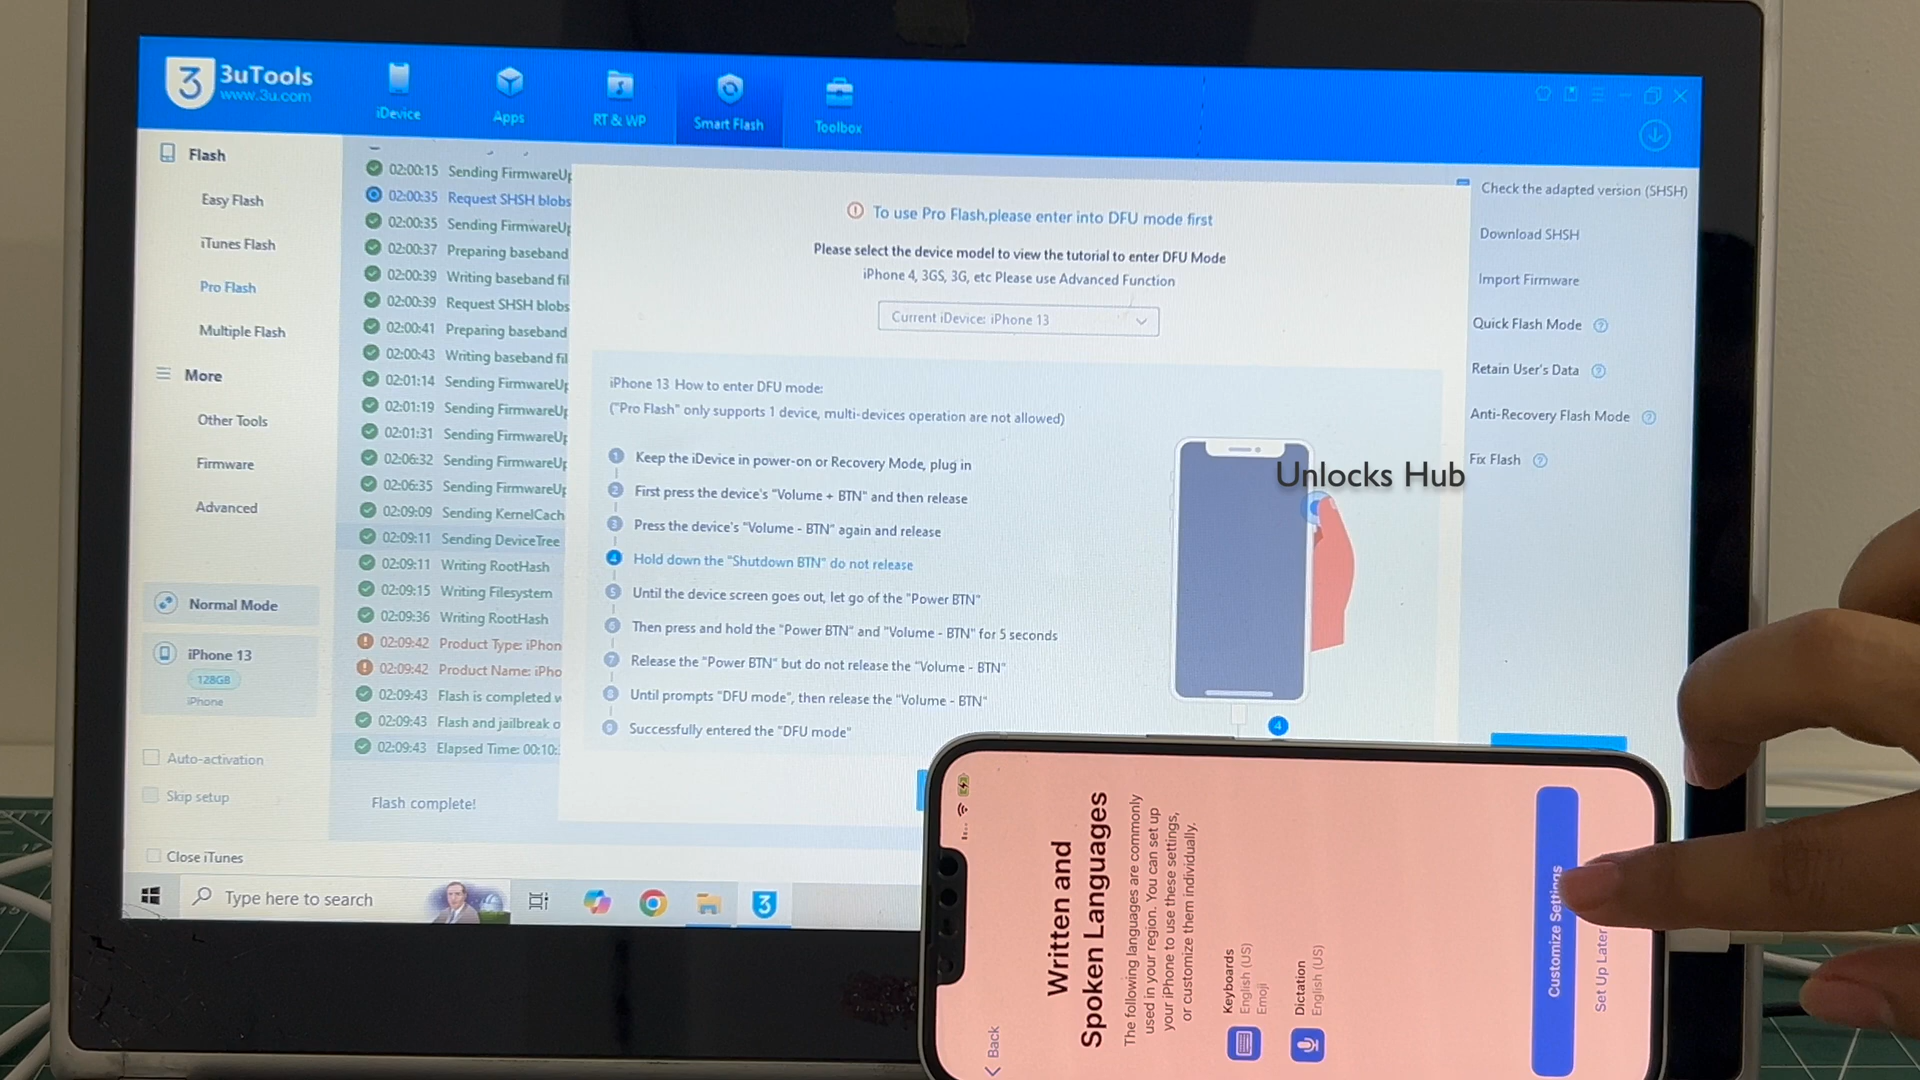 3uTools
www.3u.com
iDevice
Apps
RT & WP
Smart Flash
Toolbox
Flash
Easy Flash
iTunes Flash
Pro Flash
Multiple Flash
More
Other Tools
Firmware
Advanced
Normal Mode
iPhone 13
128GB
iPhone
Auto-activation
Skip setup
Close iTunes
02:00:15 Sending FirmwareUp
02:00:35 Request SHSH blobs
02:00:35 Sending FirmwareUp
02:00:37 Preparing baseband
02:00:39 Writing baseband fil
02:00:39 Request SHSH blobs
02:00:41 Preparing baseband
02:00:43 Writing baseband fil
02:01:14 Sending FirmwareUp
02:01:19 Sending FirmwareUp
02:01:31 Sending FirmwareUp
02:06:32 Sending FirmwareUp
02:06:35 Sending FirmwareUp
02:09:09 Sending KernelCach
02:09:11 Sending DeviceTree
02:09:11 Writing RootHash
02:09:15 Writing Filesystem
02:09:36 Writing RootHash
02:09:42 Product Type: iPhon
02:09:42 Product Name: iPho
02:09:43 Flash is completed w
02:09:43 Flash and jailbreak o
02:09:43 Elapsed Time: 00:10:
Flash complete!
To use Pro Flash,please enter into DFU mode first
Please select the device model to view the tutorial to enter DFU Mode
iPhone 4, 3GS, 3G, etc Please use Advanced Function
Current iDevice: iPhone 13
iPhone 13 How to enter DFU mode:
("Pro Flash" only supports 1 device, multi-devices operation are not allowed)
1 Keep the iDevice in power-on or Recovery Mode, plug in
2 First press the device's "Volume + BTN" and then release
3 Press the device's "Volume - BTN" again and release
4 Hold down the "Shutdown BTN" do not release
5 Until the device screen goes out, let go of the "Power BTN"
6 Then press and hold the "Power BTN" and "Volume - BTN" for 5 seconds
7 Release the "Power BTN" but do not release the "Volume - BTN"
8 Until prompts "DFU mode", then release the "Volume - BTN"
9 Successfully entered the "DFU mode"
4
Unlocks Hub
Check the adapted version (SHSH)
Download SHSH
Import Firmware
Quick Flash Mode
Retain User's Data
Anti-Recovery Flash Mode
Fix Flash
Type here to search
Back
Written and
Spoken Languages
The following languages are commonly
used in your region. You can set up
your iPhone to use these settings,
or customize them individually.
Keyboards
English (US)
Emoji
Dictation
English (US)
Customize Settings
Set Up Later